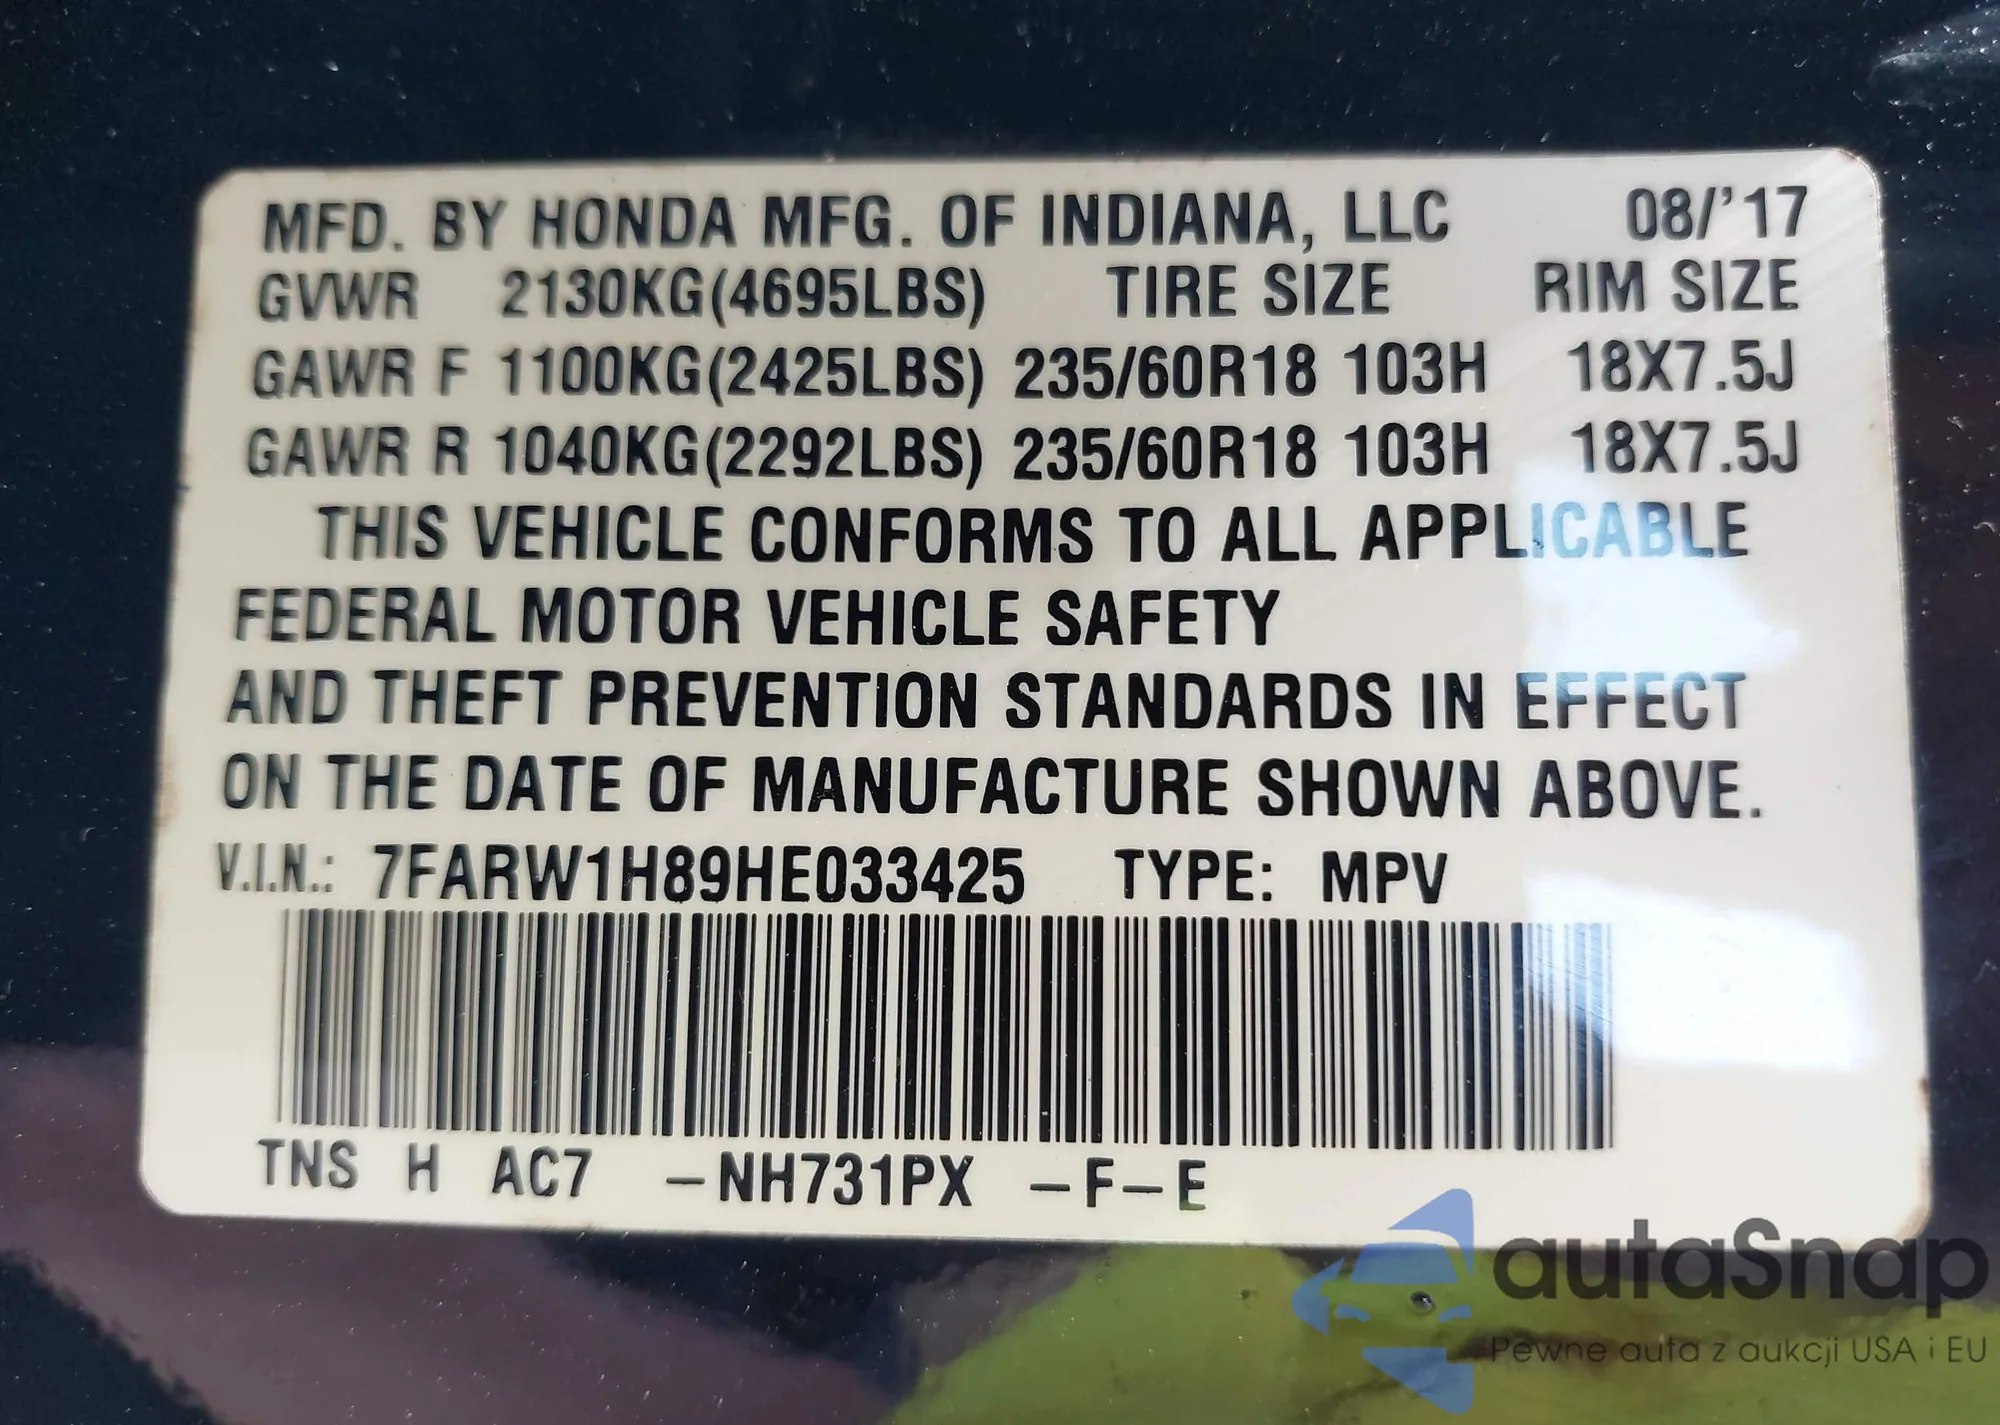 MFD. BY HONDA MFG. OF INDIANA, LLC 08/'17
GVWR 2130KG(4695LBS) TIRE SIZE RIM SIZE
GAWR F 1100KG(2425LBS) 235/60R18 103H 18X7.5J
GAWR R 1040KG(2292LBS) 235/60R18 103H 18X7.5J
THIS VEHICLE CONFORMS TO ALL APPLICABLE
FEDERAL MOTOR VEHICLE SAFETY
AND THEFT PREVENTION STANDARDS IN EFFECT
ON THE DATE OF MANUFACTURE SHOWN ABOVE.
V.I.N.: 7FARW1H89HE033425 TYPE: MPV
TNS H AC7 –NH731PX –F–E
autaSnap
Pewne auta z aukcji USA i EU